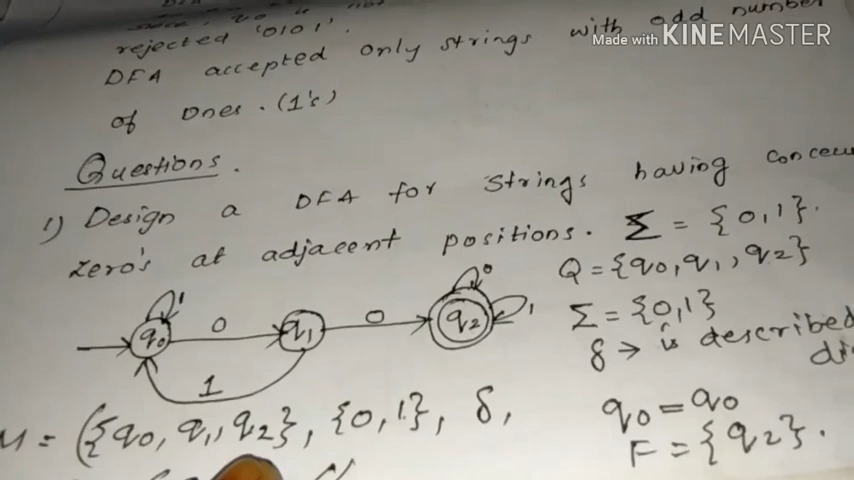 Made with KINEMASTER
rejected '0101'.
DFA accepted only strings with odd number
of ones. (1's)
Questions.
1) Design a DFA for strings having
zero's at adjacent positions. Σ = {0,1}.
Q = {q0, q1, q2}
Σ = {0,1}
δ → is described
q0 = q0
F = {q2}.
1 0 0 0 1
q0 q1 q2
1
M = ({q0, q1, q2}, {0,1}, δ,